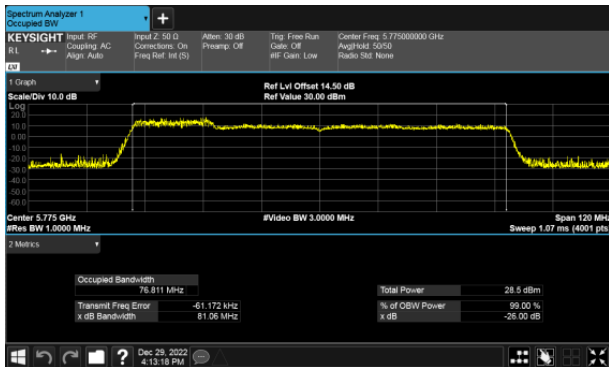 Spectrum Analyzer 1
Occupied BW
+
KEYSIGHT Input: RF Input Z: 50 Ω Atten: 30 dB Trig: Free Run Center Freq: 5.775000000 GHz
R L Coupling: AC Corrections: On Preamp: Off Gate: Off Avg|Hold: 50/50
Align: Auto Freq Ref: Int (S) #IF Gain: Low Radio Std: None
LXI
1 Graph Ref Lvl Offset 14.50 dB
Scale/Div 10.0 dB Ref Value 30.00 dBm
Log
20.0
10.0
0.00
-10.0
-20.0
-30.0
-40.0
-50.0
-60.0
Center 5.775 GHz #Video BW 3.0000 MHz Span 120 MHz
#Res BW 1.0000 MHz Sweep 1.07 ms (4001 pts
2 Metrics
Occupied Bandwidth
76.811 MHz Total Power 28.5 dBm
Transmit Freq Error -61.172 kHz % of OBW Power 99.00 %
x dB Bandwidth 81.06 MHz x dB -26.00 dB
? Dec 29, 2022
4:13:18 PM